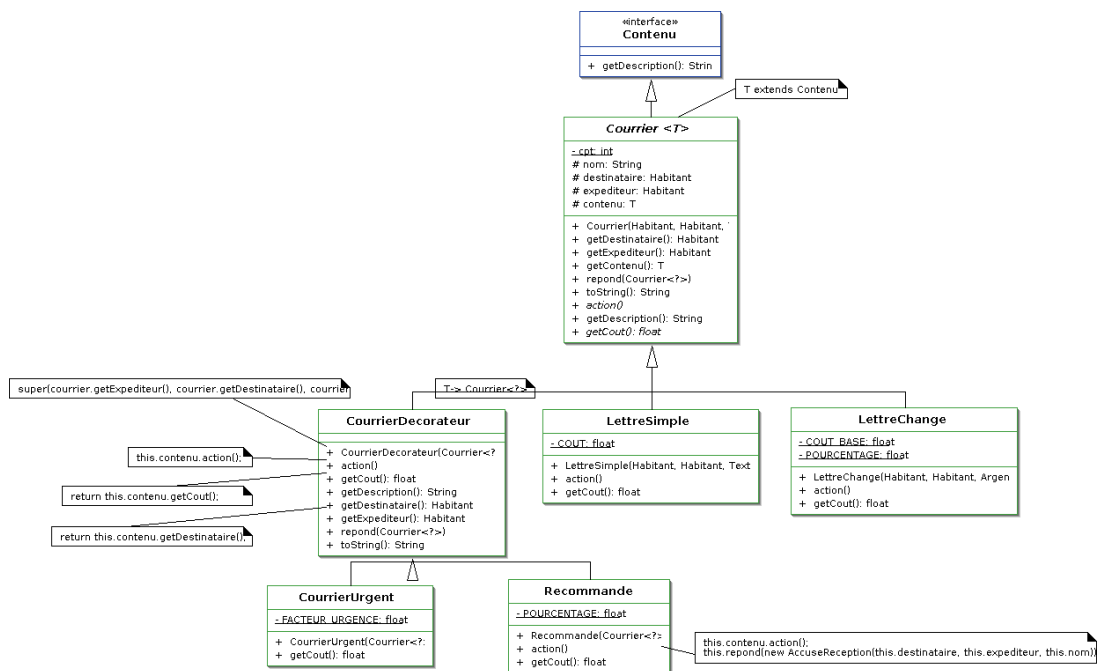 «interface»
Contenu
+ getDescription(): Strin
T extends Contenu
Courrier <T>
- cpt: int
# nom: String
# destinataire: Habitant
# expediteur: Habitant
# contenu: T
+ Courrier(Habitant, Habitant,
+ getDestinataire(): Habitant
+ getExpediteur(): Habitant
+ getContenu(): T
+ repond(Courrier<?>)
+ toString(): String
+ action()
+ getDescription(): String
+ getCout(): float
super(courrier.getExpediteur(), courrier.getDestinataire(), courrier
T-> Courrier<?>
this.contenu.action();
return this.contenu.getCout();
return this.contenu.getDestinataire();
CourrierDecorateur
+ CourrierDecorateur(Courrier<?
+ action()
+ getCout(): float
+ getDescription(): String
+ getDestinataire(): Habitant
+ getExpediteur(): Habitant
+ repond(Courrier<?>)
+ toString(): String
LettreSimple
- COUT: float
+ LettreSimple(Habitant, Habitant, Text
+ action()
+ getCout(): float
LettreChange
- COUT_BASE: float
- POURCENTAGE: float
+ LettreChange(Habitant, Habitant, Argen
+ action()
+ getCout(): float
CourrierUrgent
- FACTEUR_URGENCE: float
+ CourrierUrgent(Courrier<?:
+ getCout(): float
Recommande
- POURCENTAGE: float
+ Recommande(Courrier<?>
+ action()
+ getCout(): float
this.contenu.action();
this.repond(new AccuseReception(this.destinataire, this.expediteur, this.nom))